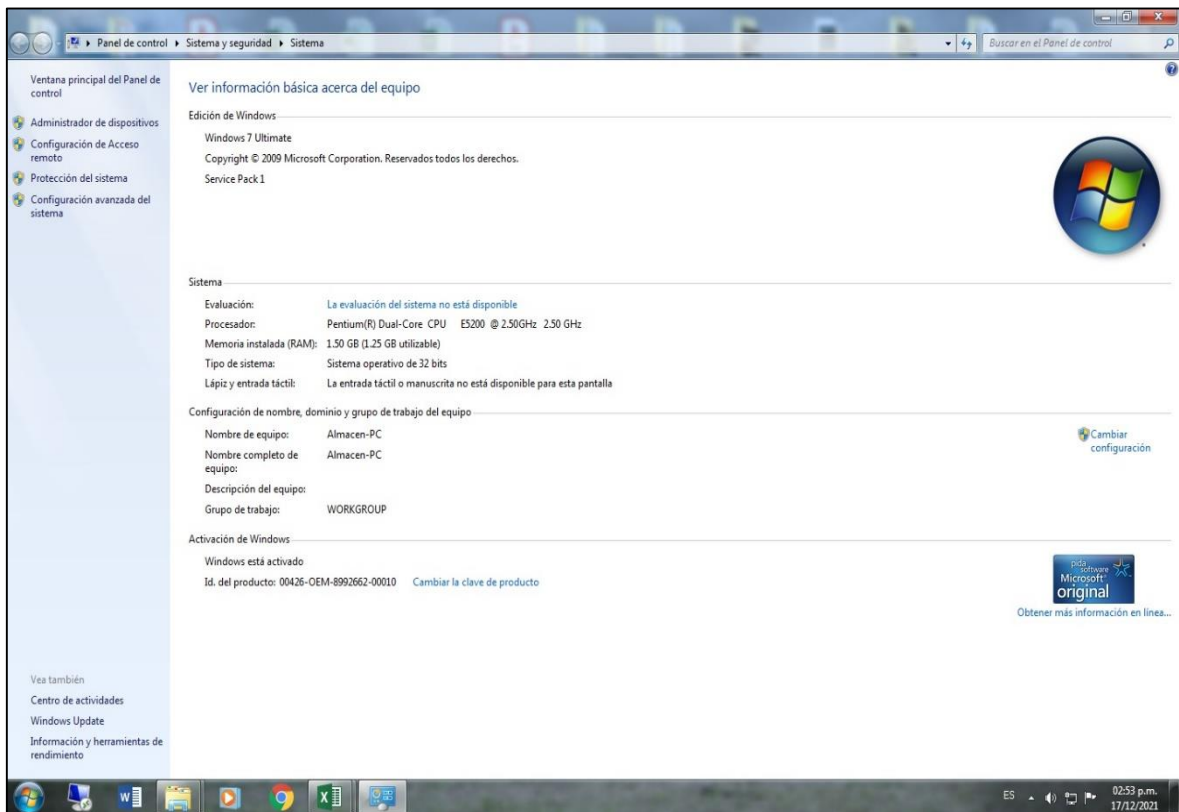 Panel de control ▸ Sistema y seguridad ▸ Sistema
Buscar en el Panel de control
Ventana principal del Panel de
control
Administrador de dispositivos
Configuración de Acceso
remoto
Protección del sistema
Configuración avanzada del
sistema
Ver información básica acerca del equipo
Edición de Windows
Windows 7 Ultimate
Copyright © 2009 Microsoft Corporation. Reservados todos los derechos.
Service Pack 1
Sistema
Evaluación: La evaluación del sistema no está disponible
Procesador: Pentium(R) Dual-Core CPU E5200 @ 2.50GHz 2.50 GHz
Memoria instalada (RAM): 1.50 GB (1.25 GB utilizable)
Tipo de sistema: Sistema operativo de 32 bits
Lápiz y entrada táctil: La entrada táctil o manuscrita no está disponible para esta pantalla
Configuración de nombre, dominio y grupo de trabajo del equipo
Nombre de equipo: Almacen-PC
Nombre completo de Almacen-PC
equipo:
Descripción del equipo:
Grupo de trabajo: WORKGROUP
Cambiar
configuración
Activación de Windows
Windows está activado
Id. del producto: 00426-OEM-8992662-00010 Cambiar la clave de producto
pida
software
Microsoft®
original
Obtener más información en línea...
Vea también
Centro de actividades
Windows Update
Información y herramientas de
rendimiento
ES
02:53 p.m.
17/12/2021